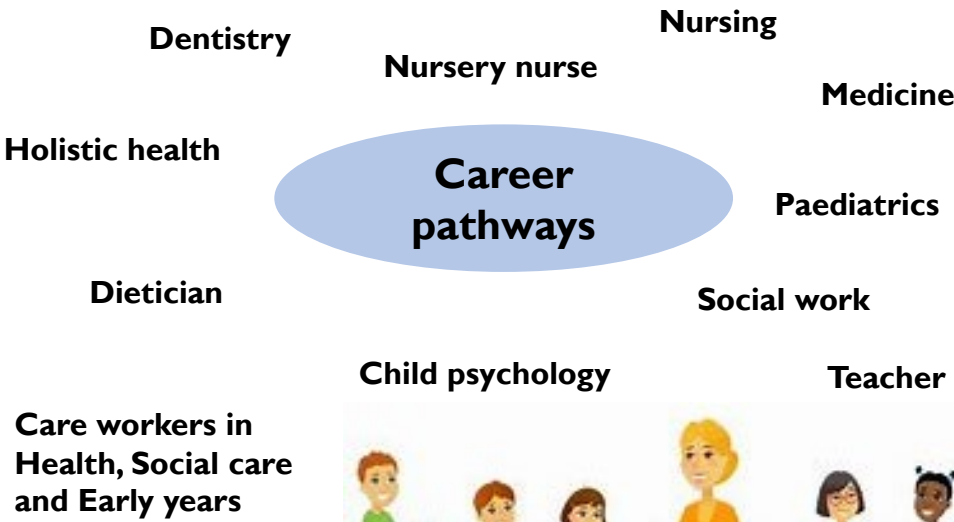 Nursing
Dentistry
Nursery nurse
Medicine
Holistic health
Career
pathways
Paediatrics
Dietician
Social work
Child psychology
Teacher
Care workers in
Health, Social care
and Early years